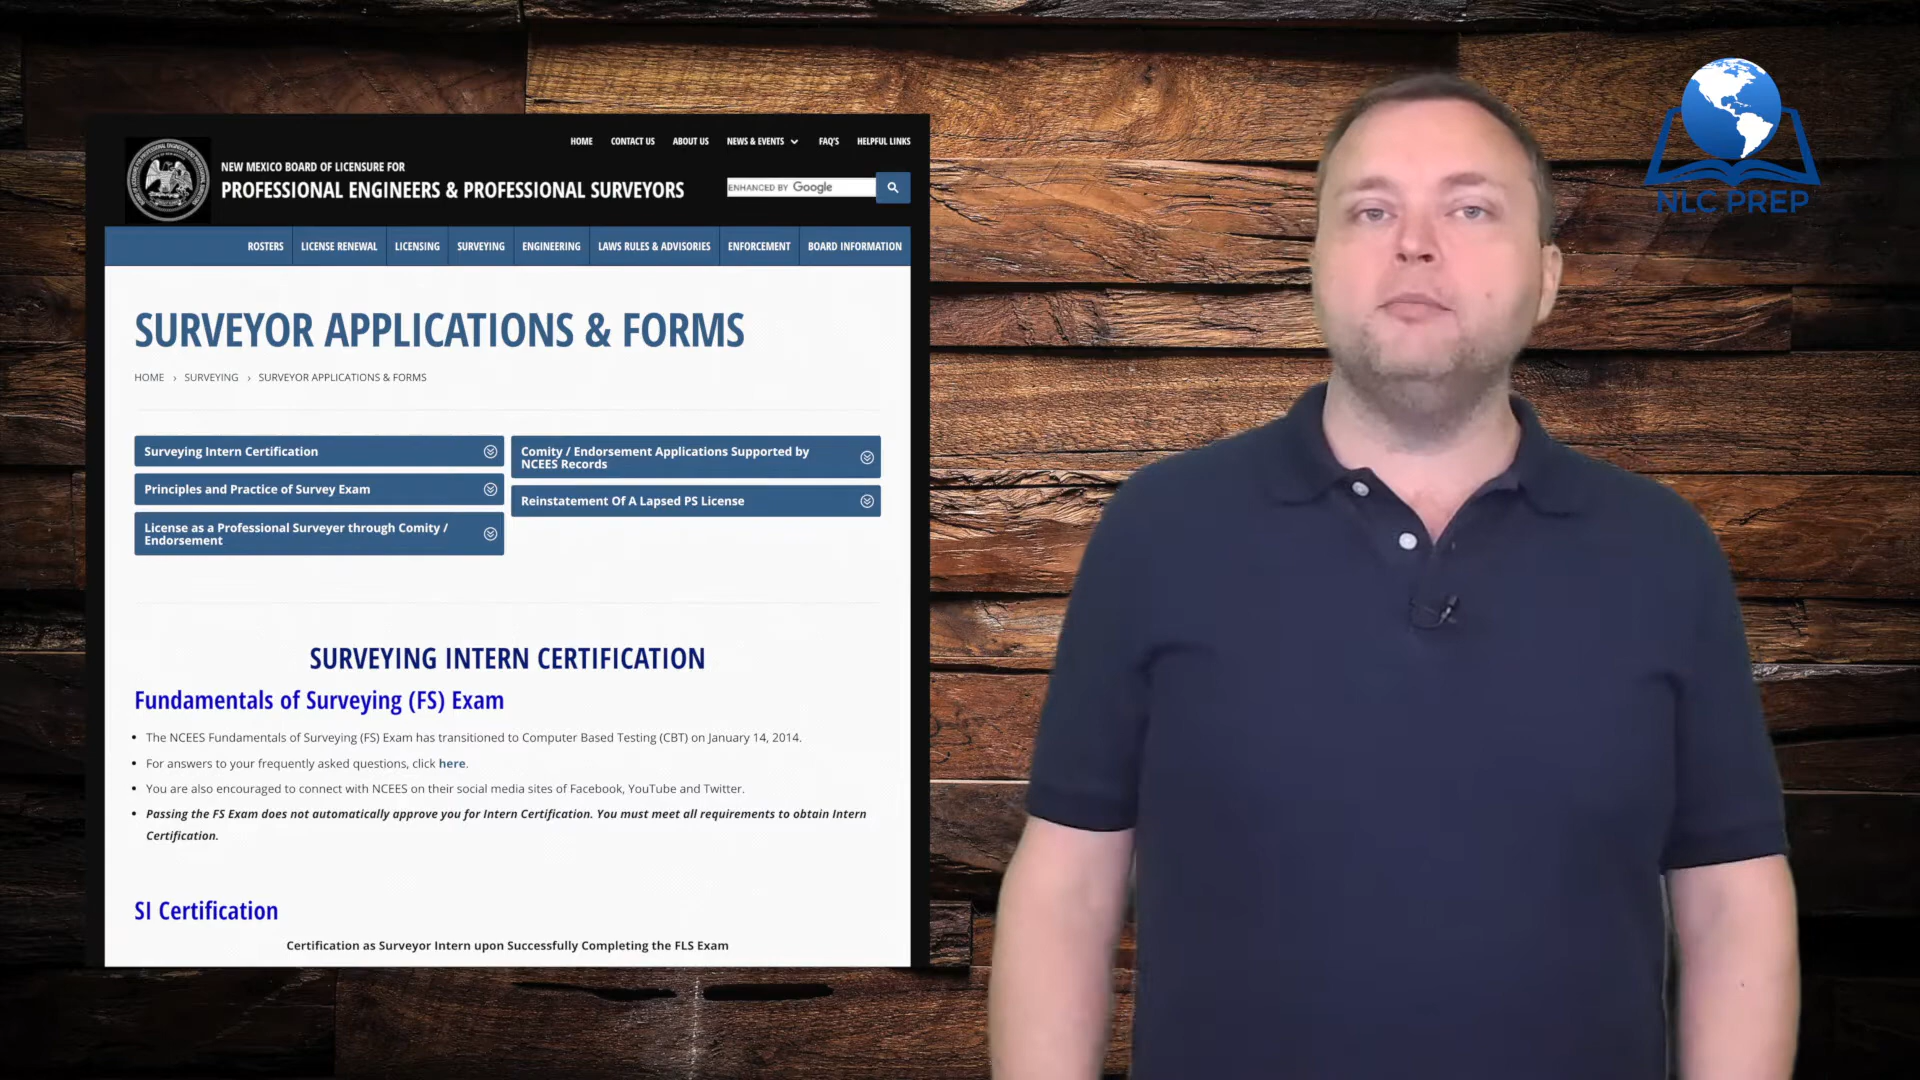 HOME CONTACT US ABOUT US NEWS & EVENTS FAQ'S HELPFUL LINKS
NEW MEXICO BOARD OF LICENSURE FOR
PROFESSIONAL ENGINEERS & PROFESSIONAL SURVEYORS
ENHANCED BY Google
ROSTERS LICENSE RENEWAL LICENSING SURVEYING ENGINEERING LAWS RULES & ADVISORIES ENFORCEMENT BOARD INFORMATION
SURVEYOR APPLICATIONS & FORMS
HOME › SURVEYING › SURVEYOR APPLICATIONS & FORMS
Surveying Intern Certification
Principles and Practice of Survey Exam
License as a Professional Surveyer through Comity /
Endorsement
Comity / Endorsement Applications Supported by
NCEES Records
Reinstatement Of A Lapsed PS License
SURVEYING INTERN CERTIFICATION
Fundamentals of Surveying (FS) Exam
• The NCEES Fundamentals of Surveying (FS) Exam has transitioned to Computer Based Testing (CBT) on January 14, 2014.
• For answers to your frequently asked questions, click here.
• You are also encouraged to connect with NCEES on their social media sites of Facebook, YouTube and Twitter.
• Passing the FS Exam does not automatically approve you for Intern Certification. You must meet all requirements to obtain Intern
Certification.
SI Certification
Certification as Surveyor Intern upon Successfully Completing the FLS Exam
NLC PREP